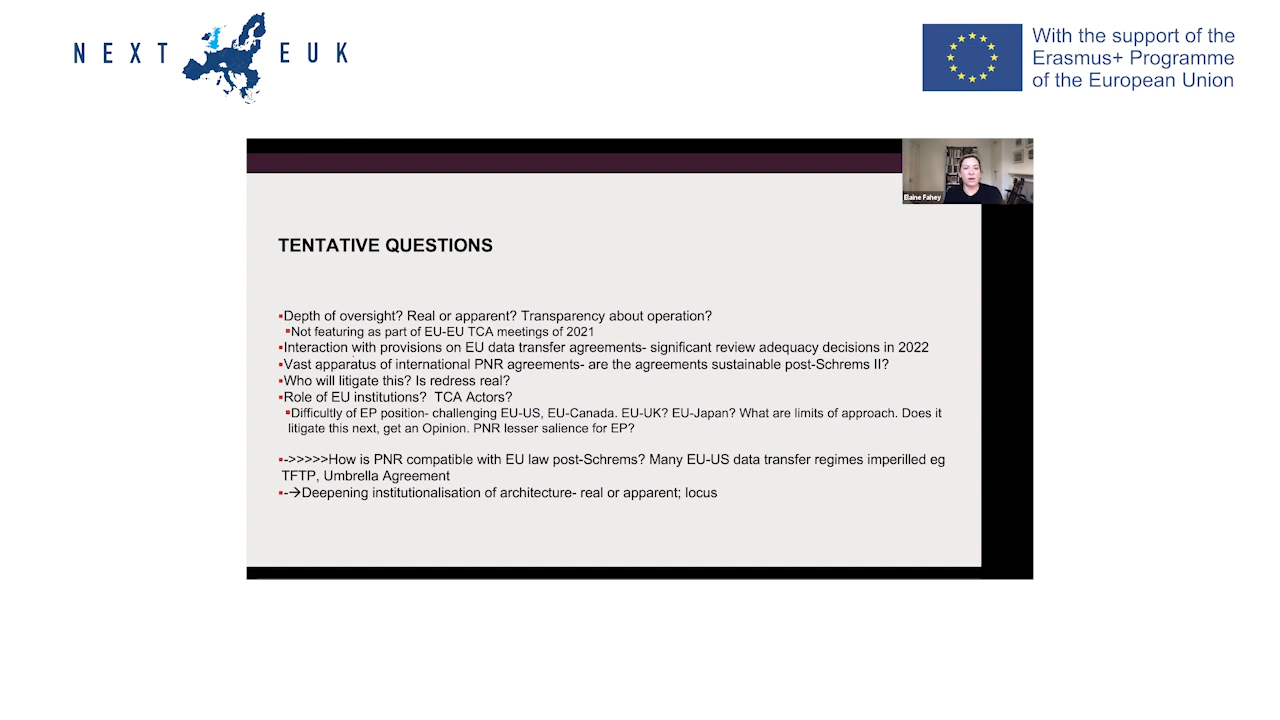 NEXT EUK
With the support of the
Erasmus+ Programme
of the European Union
Elaine Fahey
TENTATIVE QUESTIONS
▪Depth of oversight? Real or apparent? Transparency about operation?
▪Not featuring as part of EU-EU TCA meetings of 2021
▪Interaction with provisions on EU data transfer agreements- significant review adequacy decisions in 2022
▪Vast apparatus of international PNR agreements- are the agreements sustainable post-Schrems II?
▪Who will litigate this? Is redress real?
▪Role of EU institutions? TCA Actors?
▪Difficultly of EP position- challenging EU-US, EU-Canada. EU-UK? EU-Japan? What are limits of approach. Does it
litigate this next, get an Opinion. PNR lesser salience for EP?
▪->>>>>How is PNR compatible with EU law post-Schrems? Many EU-US data transfer regimes imperilled eg
TFTP, Umbrella Agreement
▪-→Deepening institutionalisation of architecture- real or apparent; locus